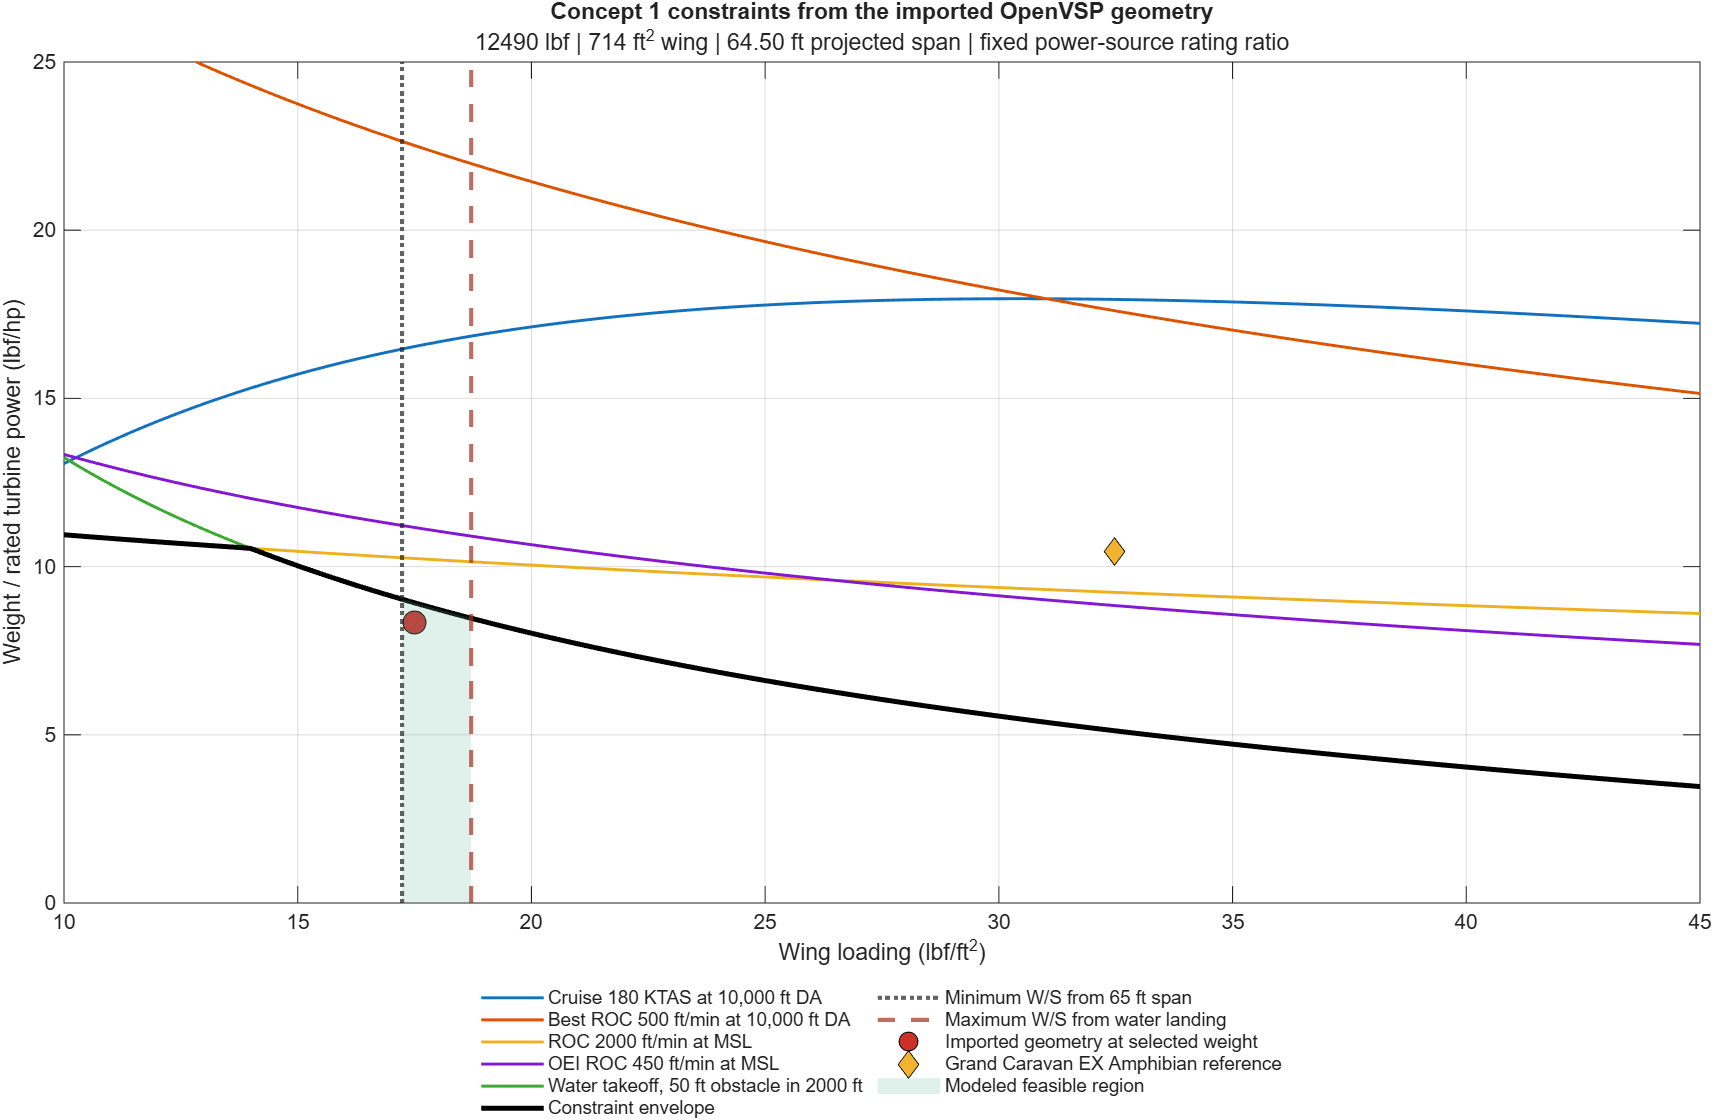 Concept 1 constraints from the imported OpenVSP geometry
12490 lbf | 714 ft² wing | 64.50 ft projected span | fixed power-source rating ratio
Weight / rated turbine power (lbf/hp)
25
20
15
10
5
0
10 15 20 25 30 35 40 45
Wing loading (lbf/ft²)
Cruise 180 KTAS at 10,000 ft DA
Best ROC 500 ft/min at 10,000 ft DA
ROC 2000 ft/min at MSL
OEI ROC 450 ft/min at MSL
Water takeoff, 50 ft obstacle in 2000 ft
Constraint envelope
Minimum W/S from 65 ft span
Maximum W/S from water landing
Imported geometry at selected weight
Grand Caravan EX Amphibian reference
Modeled feasible region